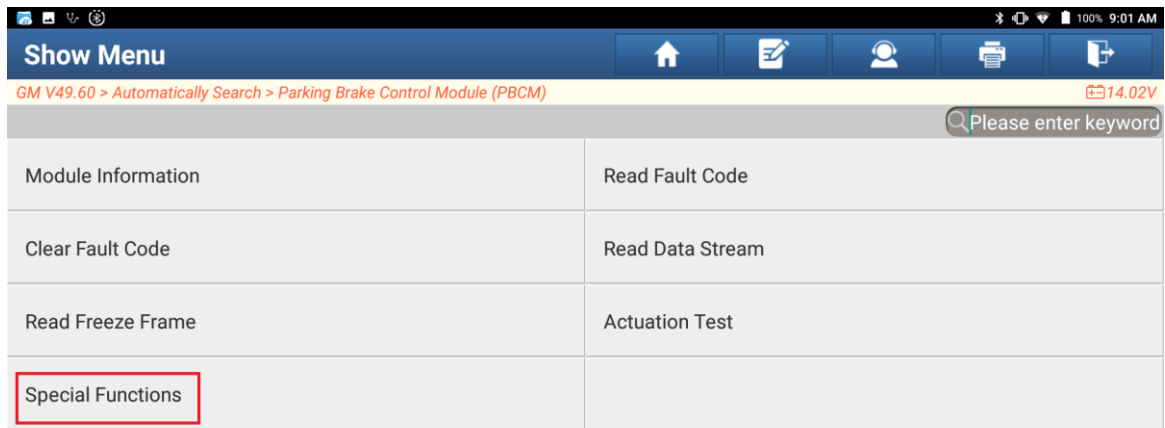 100% 9:01 AM
Show Menu
GM V49.60 > Automatically Search > Parking Brake Control Module (PBCM) 14.02V
Please enter keyword
Module Information Read Fault Code
Clear Fault Code Read Data Stream
Read Freeze Frame Actuation Test
Special Functions